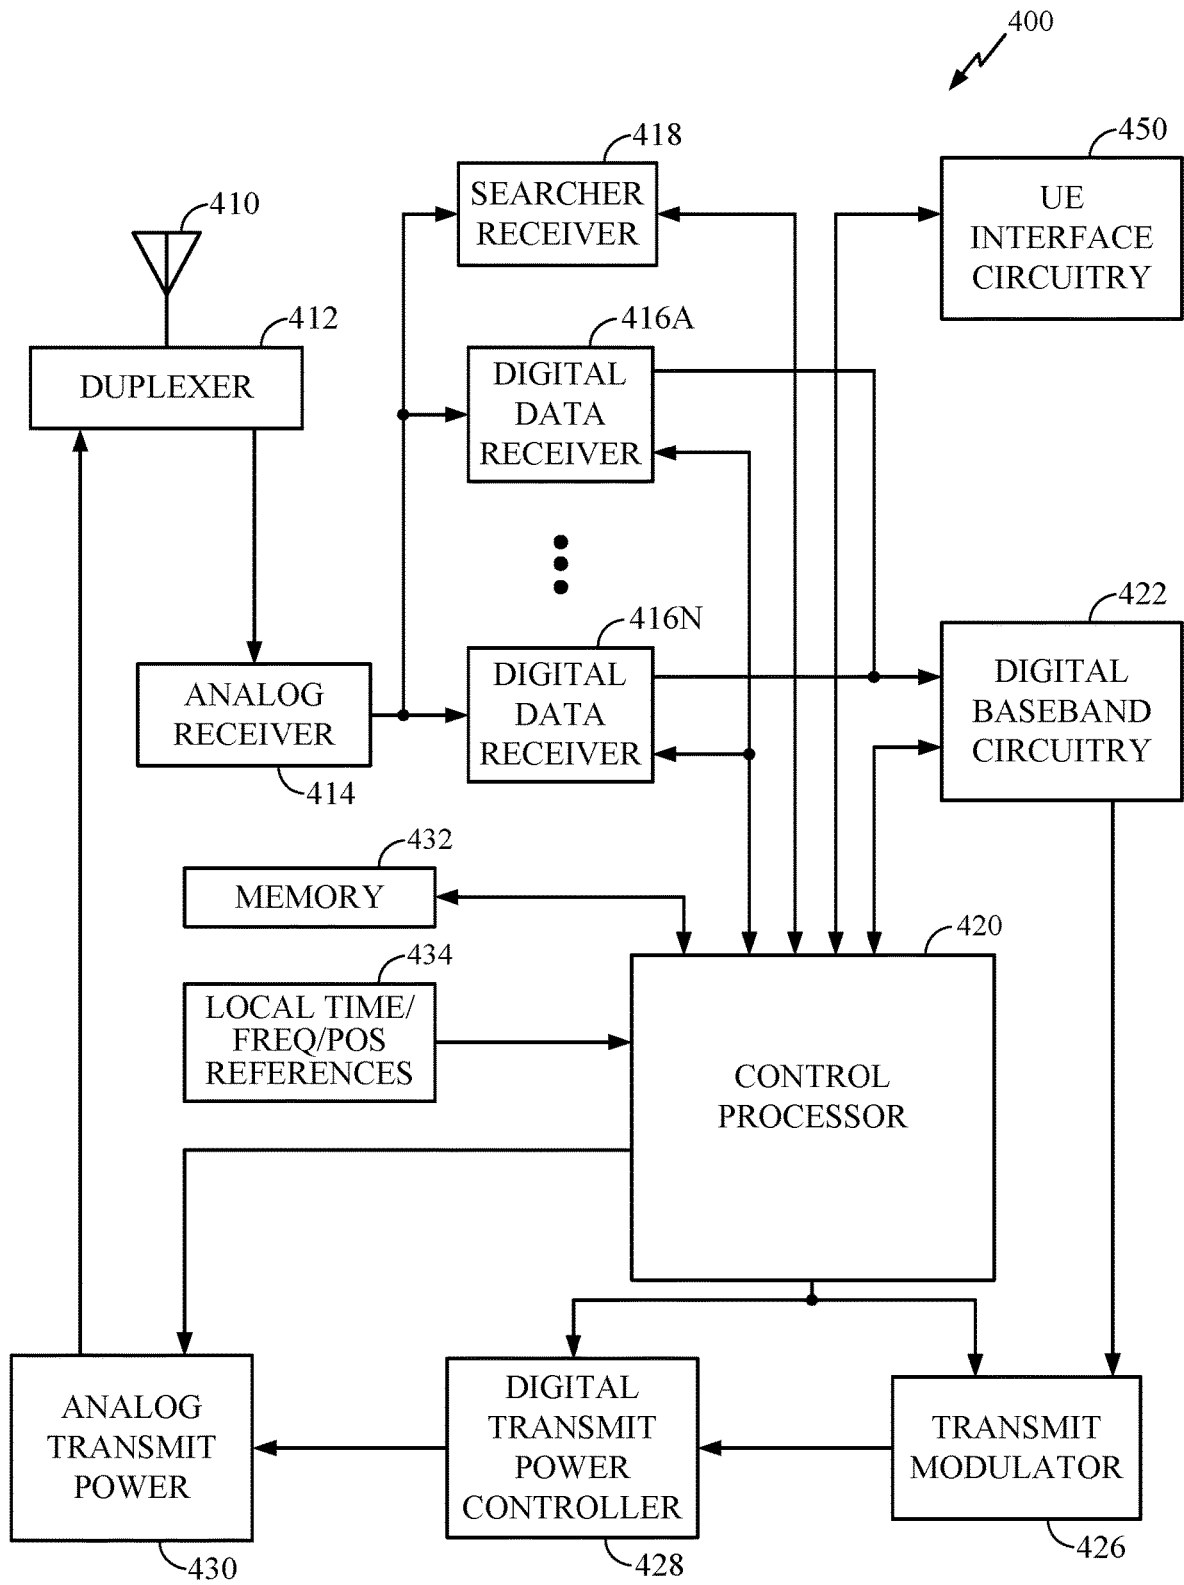 400
418
450
SEARCHER
RECEIVER
UE
INTERFACE
CIRCUITRY
410
412
DUPLEXER
416A
DIGITAL
DATA
RECEIVER
416N
DIGITAL
DATA
RECEIVER
422
DIGITAL
BASEBAND
CIRCUITRY
ANALOG
RECEIVER
414
432
MEMORY
434
LOCAL TIME/
FREQ/POS
REFERENCES
420
CONTROL
PROCESSOR
ANALOG
TRANSMIT
POWER
430
DIGITAL
TRANSMIT
POWER
CONTROLLER
428
TRANSMIT
MODULATOR
426